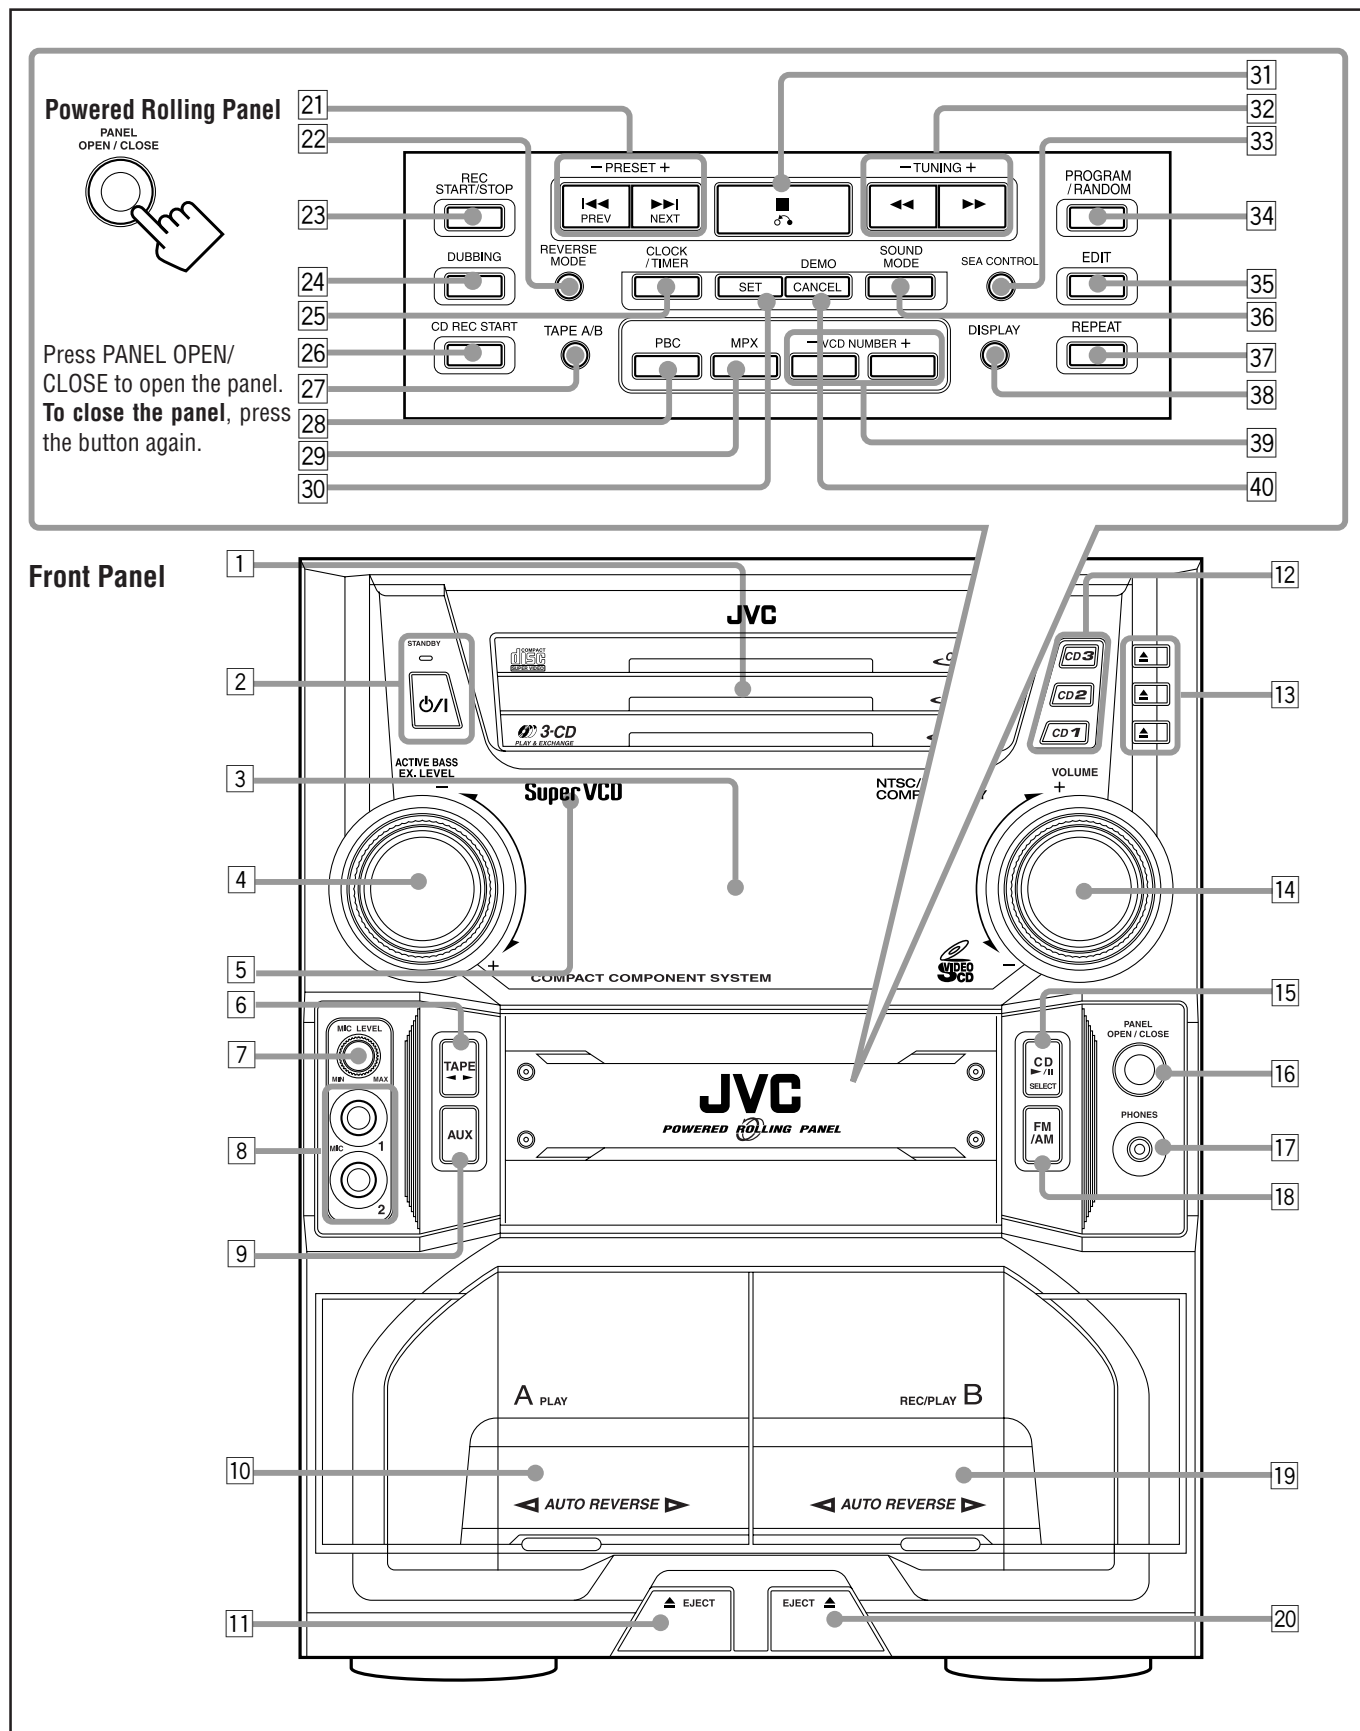 Powered Rolling Panel
PANEL
OPEN / CLOSE
Press PANEL OPEN/
CLOSE to open the panel.
To close the panel, press
the button again.
21
22
23
24
25
26
27
28
29
30
31
32
33
34
35
36
37
38
39
40
REC
START/STOP
– PRESET +
PREV
NEXT
– TUNING +
PROGRAM
/RANDOM
DUBBING
REVERSE
MODE
CLOCK
/TIMER
SET
DEMO
CANCEL
SOUND
MODE
SEA CONTROL
EDIT
CD REC START
TAPE A/B
PBC
MPX
– VCD NUMBER +
DISPLAY
REPEAT
Front Panel
1
2
3
4
5
6
7
8
9
10
11
12
13
14
15
16
17
18
19
20
JVC
STANDBY
⏻/I
COMPACT
disc
SUPER VIDEO
3-CD
PLAY & EXCHANGE
CD3
CD2
CD1
ACTIVE BASS
EX. LEVEL
–
+
Super VCD
NTSC/
VOLUME
+
–
COMPACT COMPONENT SYSTEM
S VIDEO
CD
MIC LEVEL
MIN
MAX
MIC
1
2
TAPE
AUX
JVC
POWERED ROLLING PANEL
CD
SELECT
FM
/AM
PANEL
OPEN / CLOSE
PHONES
A PLAY
REC/PLAY B
AUTO REVERSE
AUTO REVERSE
EJECT
EJECT